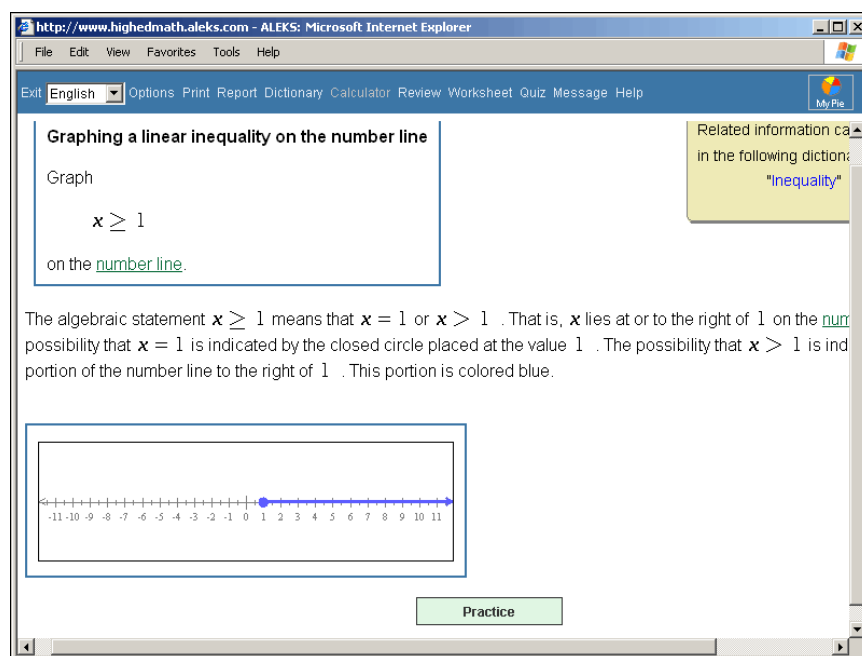 http://www.highedmath.aleks.com - ALEKS: Microsoft Internet Explorer
File Edit View Favorites Tools Help
Exit English Options Print Report Dictionary Calculator Review Worksheet Quiz Message Help
My Pie
Graphing a linear inequality on the number line
Graph
x ≥ 1
on the number line.
Related information ca
in the following diction
"Inequality"
The algebraic statement x ≥ 1 means that x = 1 or x > 1 . That is, x lies at or to the right of 1 on the num
possibility that x = 1 is indicated by the closed circle placed at the value 1 . The possibility that x > 1 is ind
portion of the number line to the right of 1 . This portion is colored blue.
-11 -10 -9 -8 -7 -6 -5 -4 -3 -2 -1 0 1 2 3 4 5 6 7 8 9 10 11
Practice